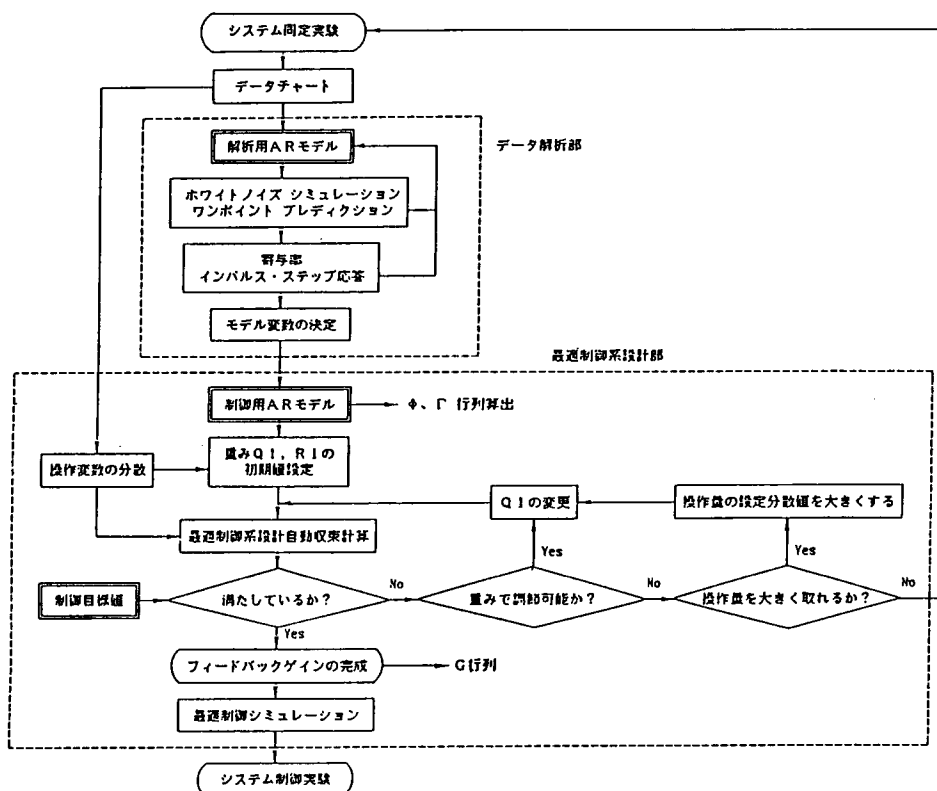 システム同定実験
データチャート
解析用ARモデル
データ解析部
ホワイトノイズ シミュレーション
ワンポイント プレディクション
寄与率
インパルス・ステップ応答
モデル変数の決定
最適制御系設計部
制御用ARモデル
Φ、Γ 行列算出
操作変数の分散
重みQ1, R1の
初期値設定
Q1の変更
操作量の設定分散値を大きくする
最適制御系設計自動収束計算
Yes
Yes
制御目標値
満たしているか?
No
重みで調節可能か?
No
操作量を大きく取れるか?
No
Yes
フィードバックゲインの完成
G行列
最適制御シミュレーション
システム制御実験